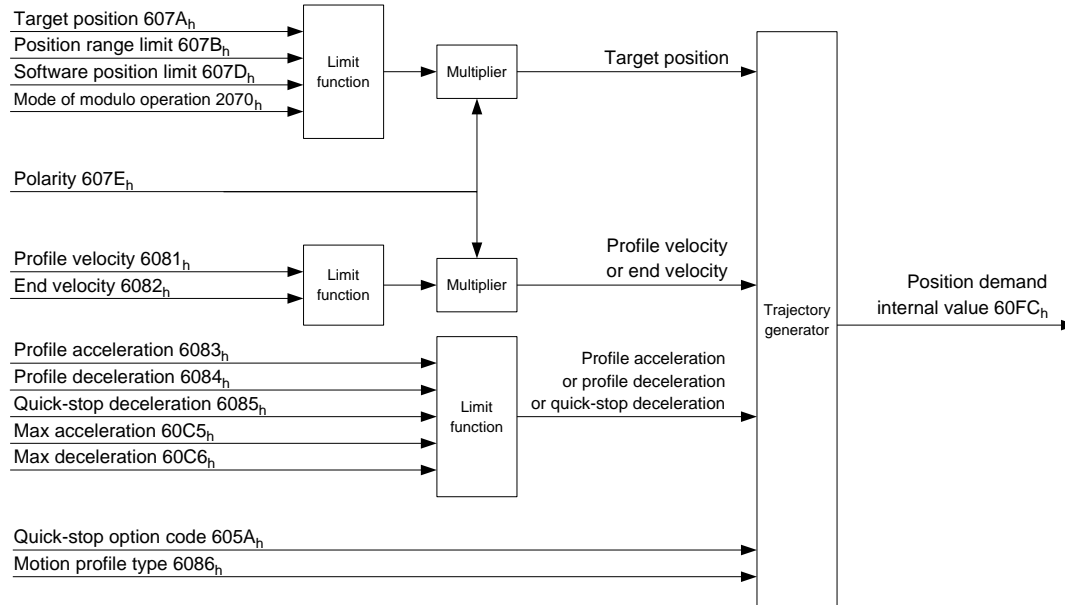 Target position 607Ah
Position range limit 607Bh
Software position limit 607Dh
Mode of modulo operation 2070h
Limit
function
Multiplier
Target position
Polarity 607Eh
Profile velocity 6081h
End velocity 6082h
Limit
function
Multiplier
Profile velocity
or end velocity
Trajectory
generator
Position demand
internal value 60FCh
Profile acceleration 6083h
Profile deceleration 6084h
Quick-stop deceleration 6085h
Max acceleration 60C5h
Max deceleration 60C6h
Limit
function
Profile acceleration
or profile deceleration
or quick-stop deceleration
Quick-stop option code 605Ah
Motion profile type 6086h